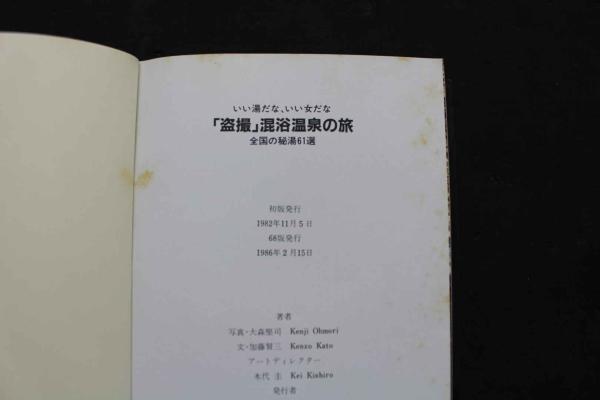 いい湯だな、いい女だな
「盗撮」混浴温泉の旅
全国の秘湯61選
初版発行
1982年11月5日
68版発行
1986年2月15日
著者
写真・大森堅司 Kenji Ohmori
文・加藤賢三 Kenzo Kato
アートディレクター
木代 圭 Kei Kishiro
発行者